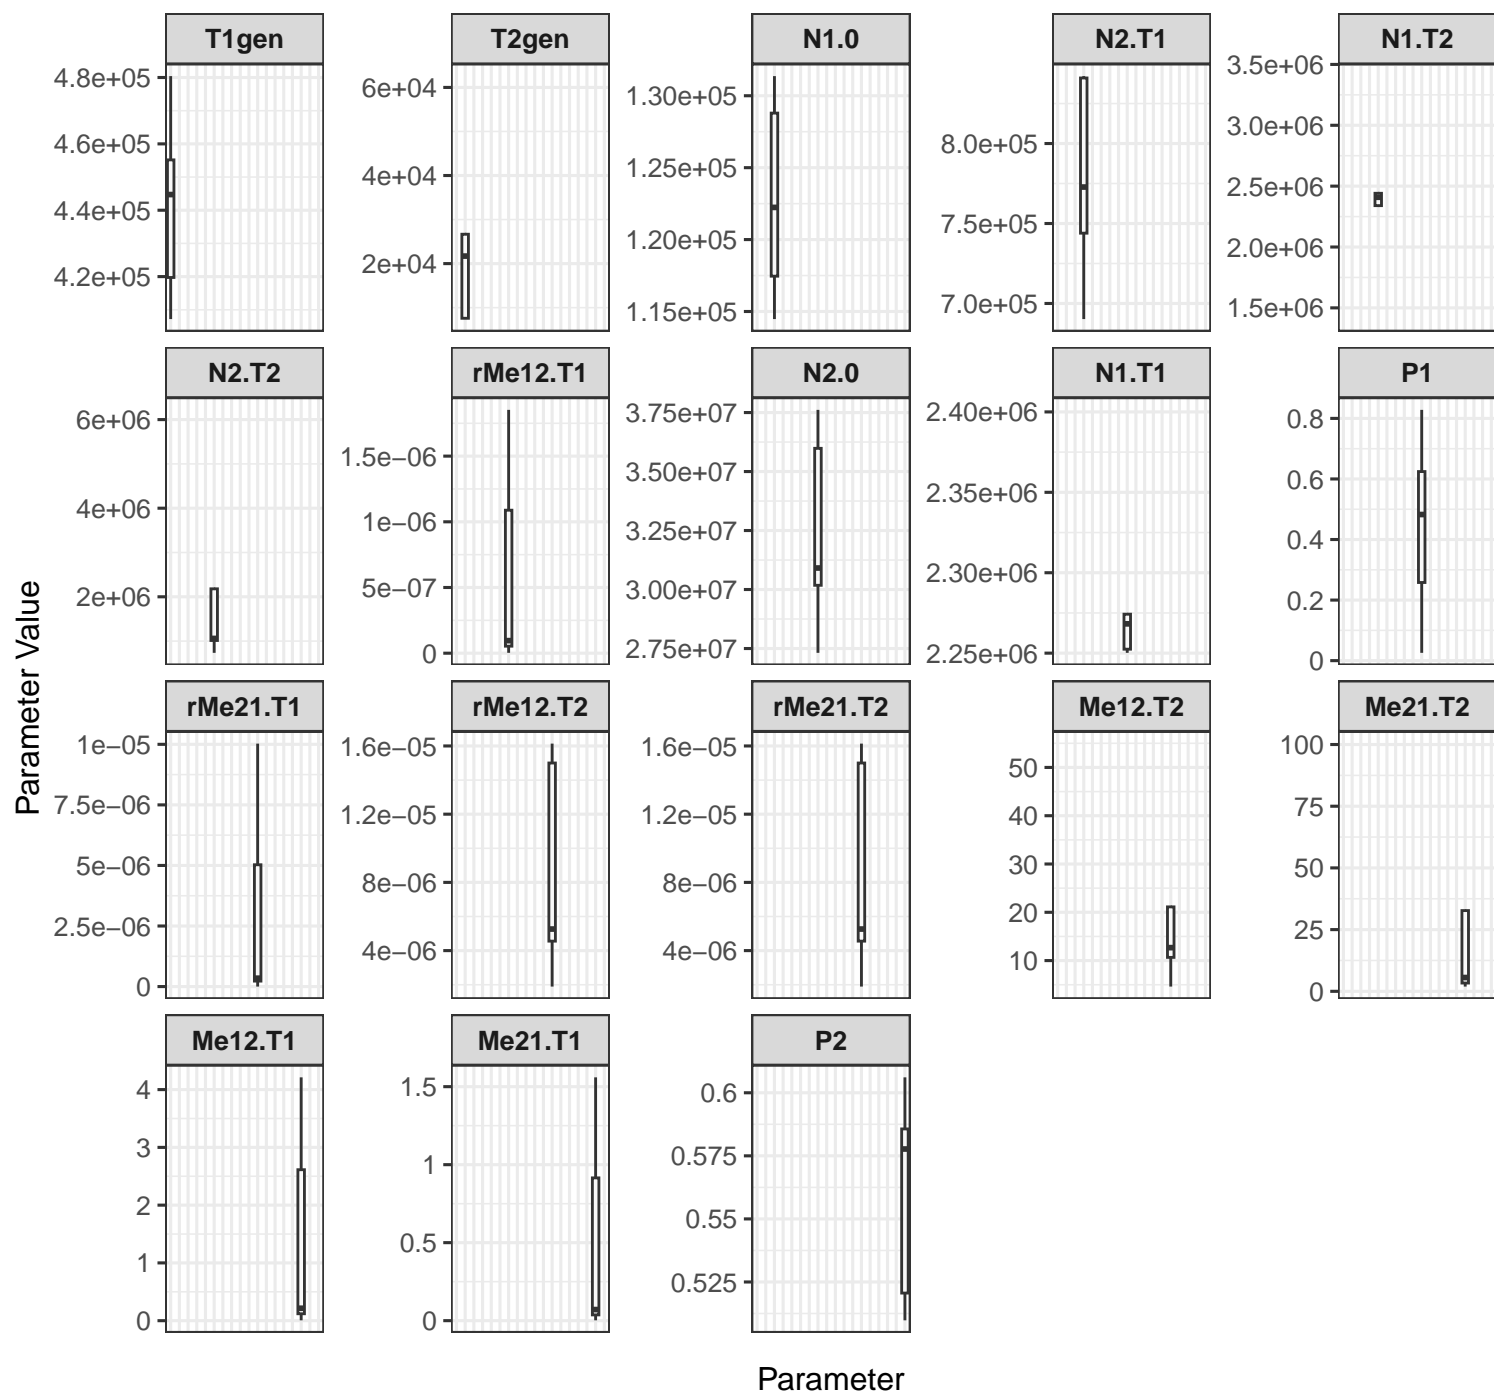 T1gen
T2gen
N1.0
N2.T1
N1.T2
4.8e+05
4.6e+05
4.4e+05
4.2e+05
6e+04
4e+04
2e+04
1.30e+05
1.25e+05
1.20e+05
1.15e+05
8.0e+05
7.5e+05
7.0e+05
3.5e+06
3.0e+06
2.5e+06
2.0e+06
1.5e+06
N2.T2
rMe12.T1
N2.0
N1.T1
P1
6e+06
4e+06
2e+06
1.5e−06
1e−06
5e−07
0
3.75e+07
3.50e+07
3.25e+07
3.00e+07
2.75e+07
2.40e+06
2.35e+06
2.30e+06
2.25e+06
0.8
0.6
0.4
0.2
0
Parameter Value
rMe21.T1
rMe12.T2
rMe21.T2
Me12.T2
Me21.T2
1e−05
7.5e−06
5e−06
2.5e−06
0
1.6e−05
1.2e−05
8e−06
4e−06
1.6e−05
1.2e−05
8e−06
4e−06
50
40
30
20
10
100
75
50
25
0
Me12.T1
Me21.T1
P2
4
3
2
1
0
1.5
1
0.5
0
0.6
0.575
0.55
0.525
Parameter